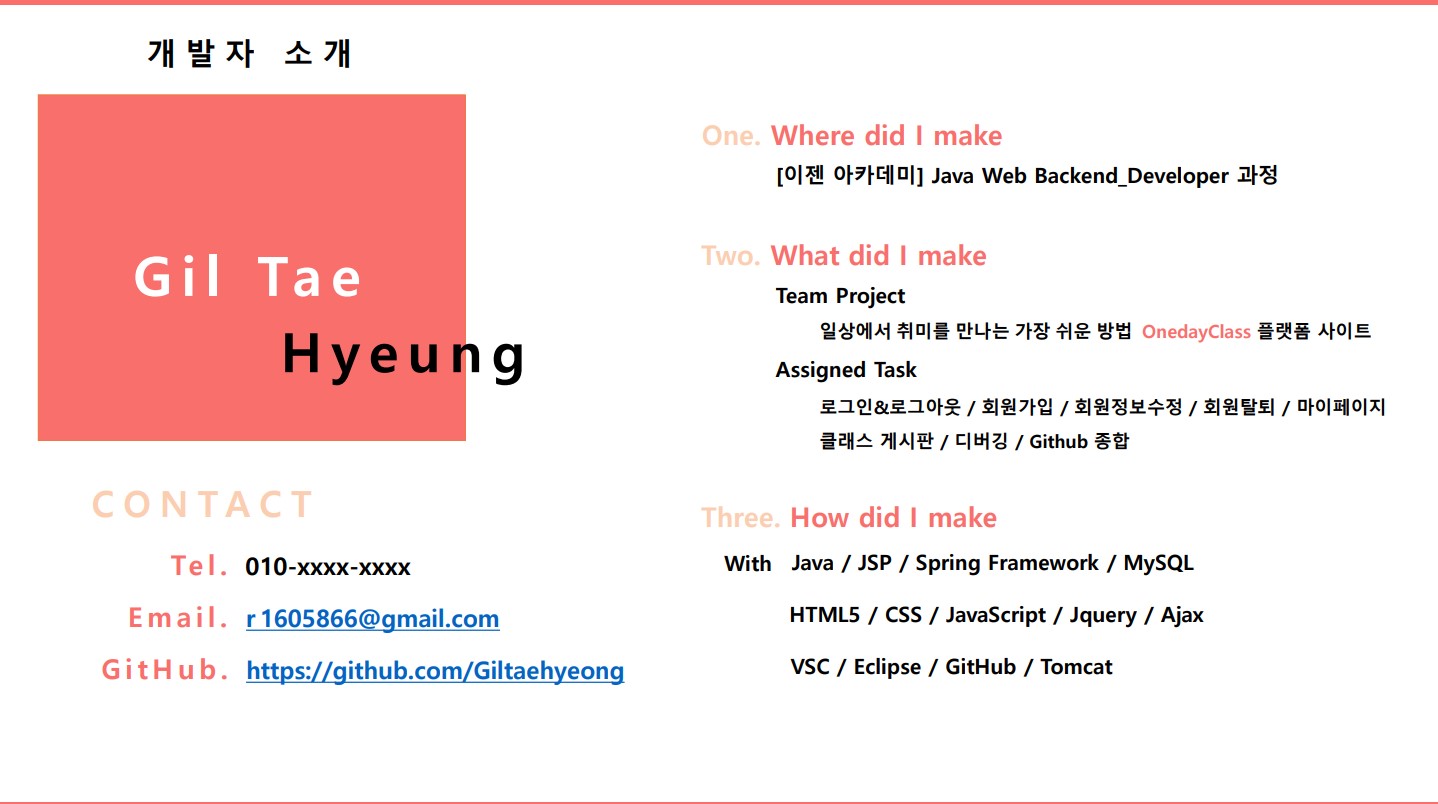 개발자 소개
Gil Tae
Hyeung
CONTACT
Tel. 010-xxxx-xxxx
Email. r1605866@gmail.com
GitHub. https://github.com/Giltaehyeong
One. Where did I make
[이젠 아카데미] Java Web Backend_Developer 과정
Two. What did I make
Team Project
일상에서 취미를 만나는 가장 쉬운 방법 OnedayClass 플랫폼 사이트
Assigned Task
로그인&로그아웃 / 회원가입 / 회원정보수정 / 회원탈퇴 / 마이페이지
클래스 게시판 / 디버깅 / Github 종합
Three. How did I make
With Java / JSP / Spring Framework / MySQL
HTML5 / CSS / JavaScript / Jquery / Ajax
VSC / Eclipse / GitHub / Tomcat